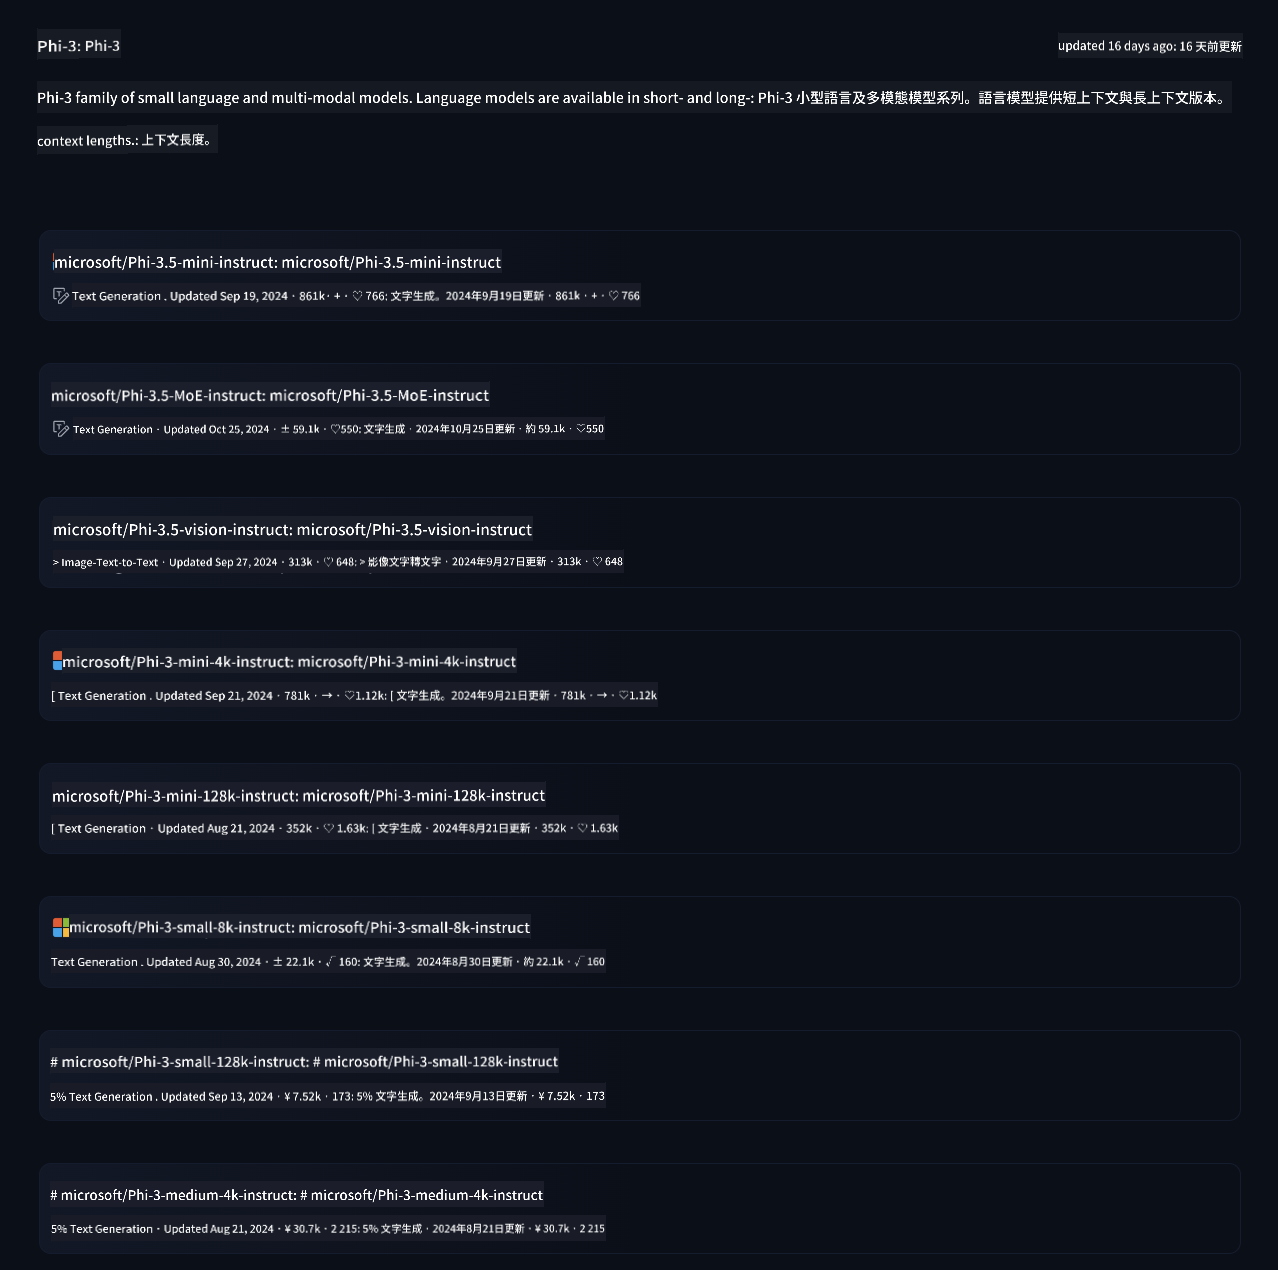 Phi-3: Phi-3
updated 16 days ago: 16 天前更新
Phi-3 family of small language and multi-modal models. Language models are available in short- and long-: Phi-3 小型語言及多模態模型系列。語言模型提供短上下文與長上下文版本。
context lengths.: 上下文長度。
microsoft/Phi-3.5-mini-instruct: microsoft/Phi-3.5-mini-instruct
Text Generation . Updated Sep 19, 2024 · 861k · + · ♡ 766: 文字生成。2024年9月19日更新 · 861k · + · ♡ 766
microsoft/Phi-3.5-MoE-instruct: microsoft/Phi-3.5-MoE-instruct
Text Generation · Updated Oct 25, 2024 · ± 59.1k · ♡550: 文字生成 · 2024年10月25日更新 · 約 59.1k · ♡550
microsoft/Phi-3.5-vision-instruct: microsoft/Phi-3.5-vision-instruct
> Image-Text-to-Text · Updated Sep 27, 2024 · 313k · ♡ 648: > 影像文字轉文字 · 2024年9月27日更新 · 313k · ♡ 648
microsoft/Phi-3-mini-4k-instruct: microsoft/Phi-3-mini-4k-instruct
[ Text Generation . Updated Sep 21, 2024 · 781k · → · ♡1.12k: [ 文字生成。2024年9月21日更新 · 781k · → · ♡1.12k
microsoft/Phi-3-mini-128k-instruct: microsoft/Phi-3-mini-128k-instruct
[ Text Generation · Updated Aug 21, 2024 · 352k · ♡ 1.63k: | 文字生成 · 2024年8月21日更新 · 352k · ♡ 1.63k
microsoft/Phi-3-small-8k-instruct: microsoft/Phi-3-small-8k-instruct
Text Generation . Updated Aug 30, 2024 · ± 22.1k · √ 160: 文字生成。2024年8月30日更新 · 約 22.1k · √ 160
# microsoft/Phi-3-small-128k-instruct: # microsoft/Phi-3-small-128k-instruct
5% Text Generation . Updated Sep 13, 2024 · ¥ 7.52k · 173: 5% 文字生成。2024年9月13日更新 · ¥ 7.52k · 173
# microsoft/Phi-3-medium-4k-instruct: # microsoft/Phi-3-medium-4k-instruct
5% Text Generation · Updated Aug 21, 2024 · ¥ 30.7k · 2 215: 5% 文字生成 · 2024年8月21日更新 · ¥ 30.7k · 2 215